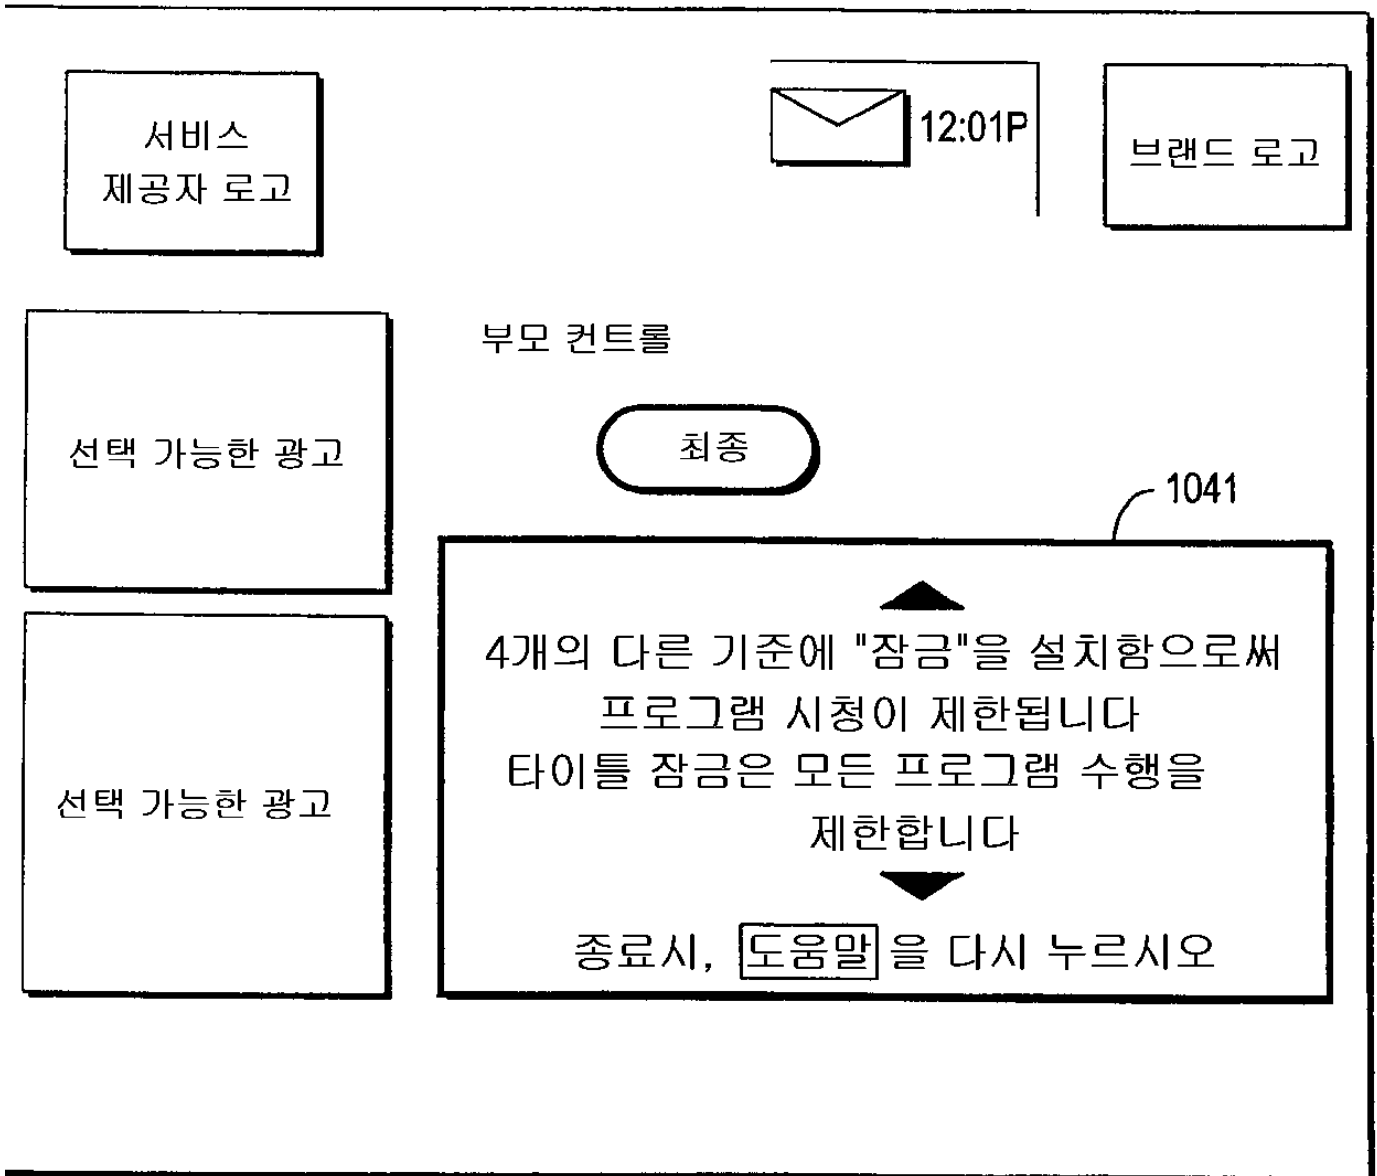 서비스
제공자 로고
12:01P
브랜드 로고
부모 컨트롤
선택 가능한 광고
최종
1041
4개의 다른 기준에 "잠금"을 설치함으로써
프로그램 시청이 제한됩니다
타이틀 잠금은 모든 프로그램 수행을
제한합니다
종료시, 도움말 을 다시 누르시오
선택 가능한 광고